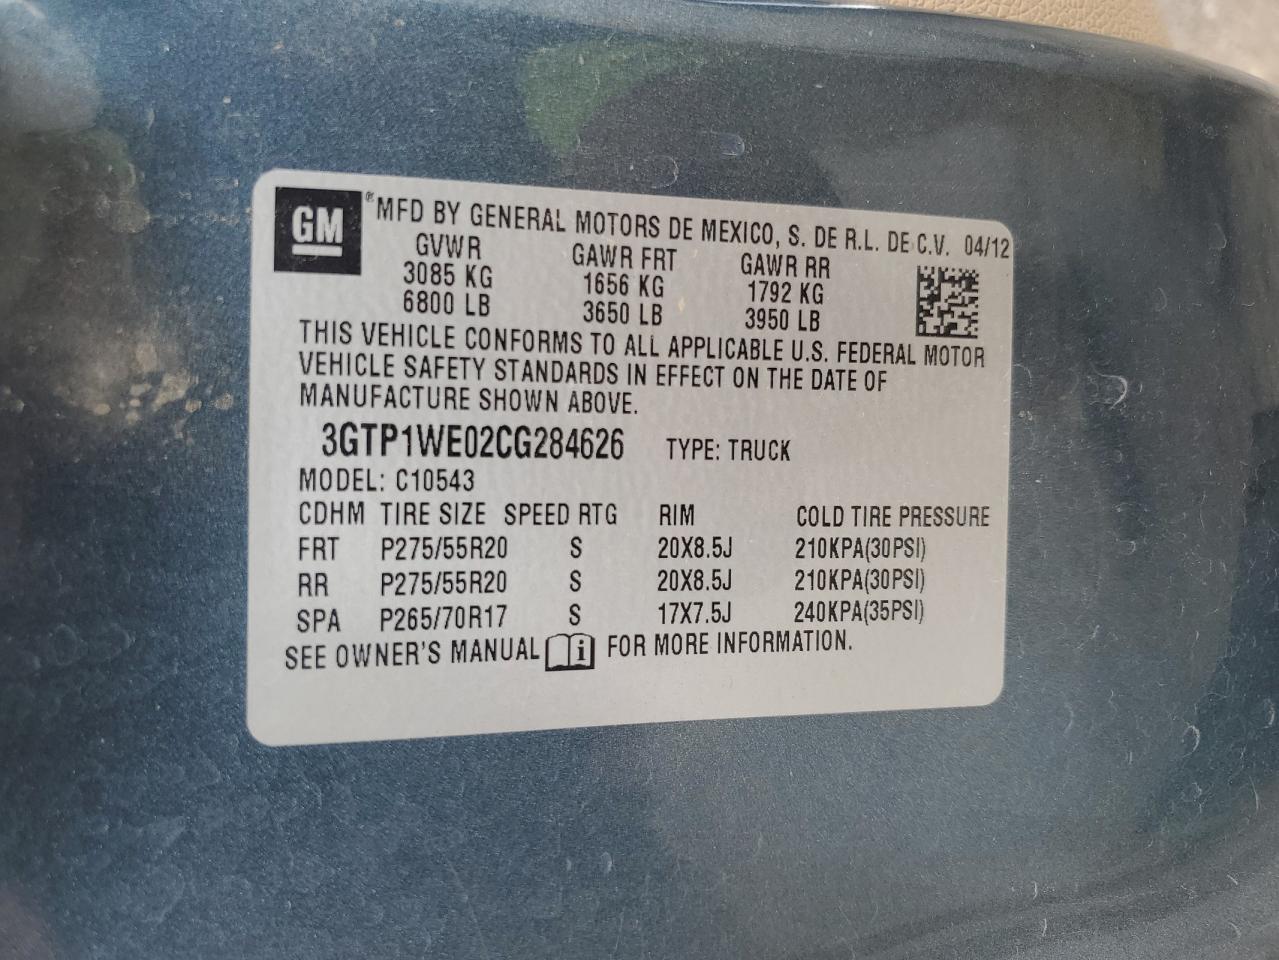 GM ® MFD BY GENERAL MOTORS DE MEXICO, S. DE R.L. DE C.V. 04/12
GVWR GAWR FRT GAWR RR
3085 KG 1656 KG 1792 KG
6800 LB 3650 LB 3950 LB
THIS VEHICLE CONFORMS TO ALL APPLICABLE U.S. FEDERAL MOTOR
VEHICLE SAFETY STANDARDS IN EFFECT ON THE DATE OF
MANUFACTURE SHOWN ABOVE.
3GTP1WE02CG284626 TYPE: TRUCK
MODEL: C10543
CDHM TIRE SIZE SPEED RTG RIM COLD TIRE PRESSURE
FRT P275/55R20 S 20X8.5J 210KPA(30PSI)
RR P275/55R20 S 20X8.5J 210KPA(30PSI)
SPA P265/70R17 S 17X7.5J 240KPA(35PSI)
SEE OWNER'S MANUAL i FOR MORE INFORMATION.